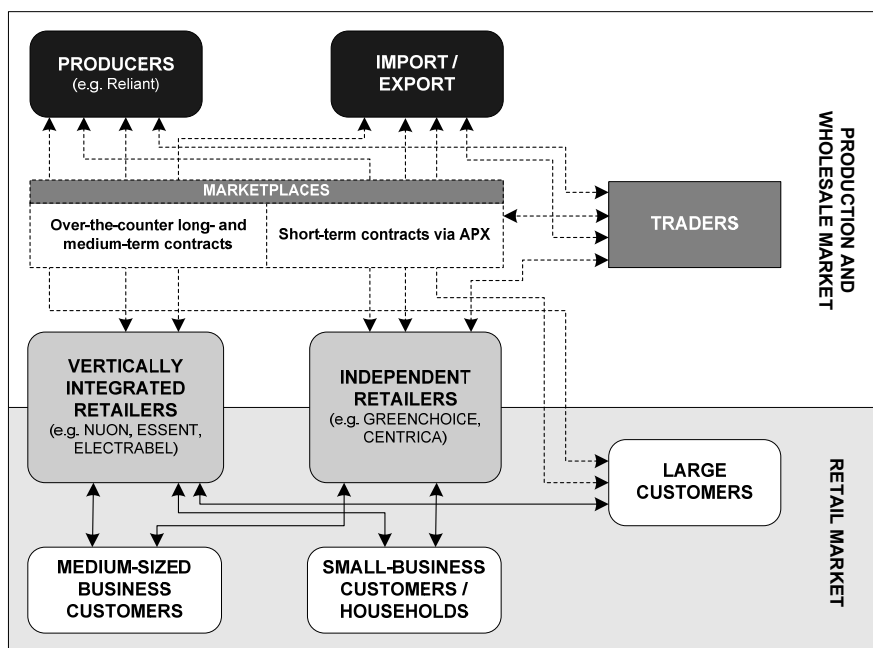 PRODUCERS
(e.g. Reliant)
IMPORT /
EXPORT
MARKETPLACES
Over-the-counter long- and
medium-term contracts
Short-term contracts via APX
TRADERS
PRODUCTION AND
WHOLESALE MARKET
VERTICALLY
INTEGRATED
RETAILERS
(e.g. NUON, ESSENT,
ELECTRABEL)
INDEPENDENT
RETAILERS
(e.g. GREENCHOICE,
CENTRICA)
LARGE
CUSTOMERS
RETAIL MARKET
MEDIUM-SIZED
BUSINESS
CUSTOMERS
SMALL-BUSINESS
CUSTOMERS /
HOUSEHOLDS